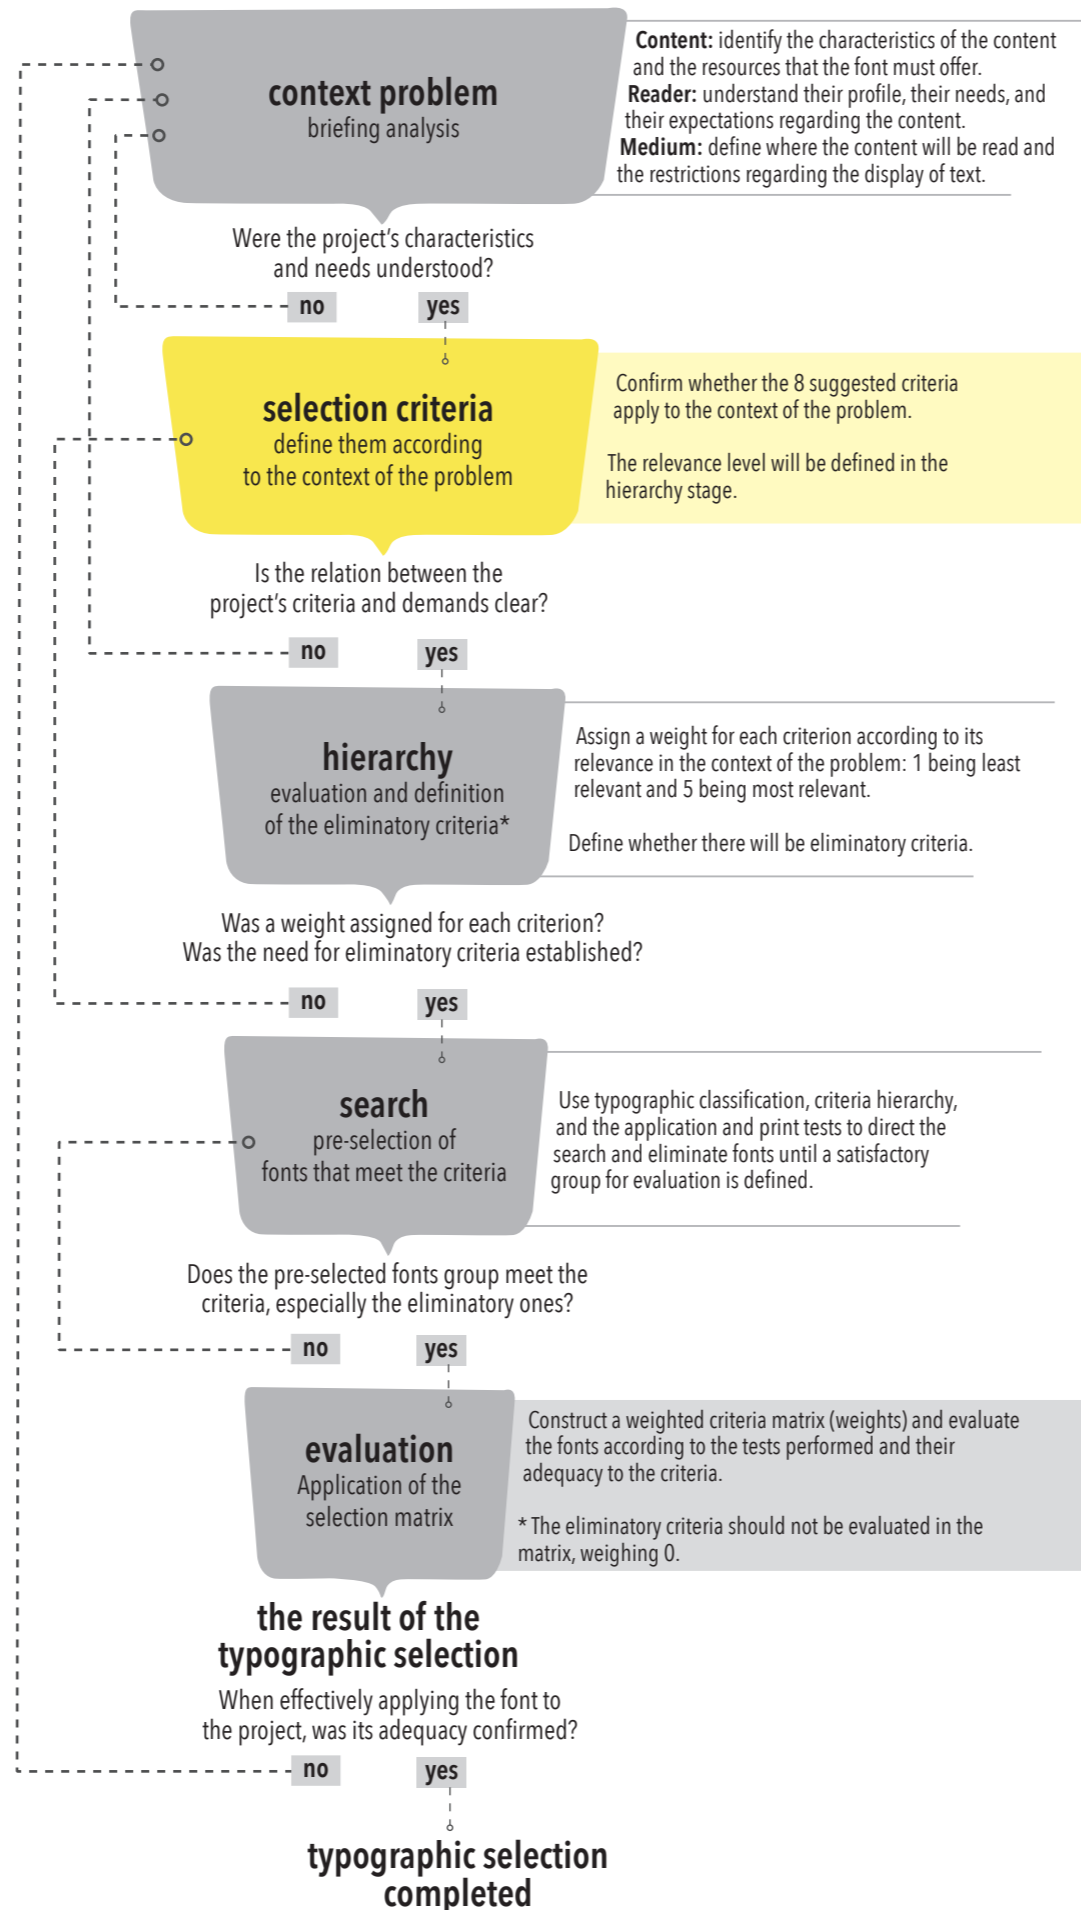 context problem
briefing analysis
Content: identify the characteristics of the content
and the resources that the font must offer.
Reader: understand their profile, their needs, and
their expectations regarding the content.
Medium: define where the content will be read and
the restrictions regarding the display of text.
Were the project's characteristics
and needs understood?
no yes
selection criteria
define them according
to the context of the problem
Confirm whether the 8 suggested criteria
apply to the context of the problem.
The relevance level will be defined in the
hierarchy stage.
Is the relation between the
project's criteria and demands clear?
no yes
hierarchy
evaluation and definition
of the eliminatory criteria*
Assign a weight for each criterion according to its
relevance in the context of the problem: 1 being least
relevant and 5 being most relevant.
Define whether there will be eliminatory criteria.
Was a weight assigned for each criterion?
Was the need for eliminatory criteria established?
no yes
search
pre-selection of
fonts that meet the criteria
Use typographic classification, criteria hierarchy,
and the application and print tests to direct the
search and eliminate fonts until a satisfactory
group for evaluation is defined.
Does the pre-selected fonts group meet the
criteria, especially the eliminatory ones?
no yes
evaluation
Application of the
selection matrix
Construct a weighted criteria matrix (weights) and evaluate
the fonts according to the tests performed and their
adequacy to the criteria.
* The eliminatory criteria should not be evaluated in the
matrix, weighing 0.
the result of the
typographic selection
When effectively applying the font to
the project, was its adequacy confirmed?
no yes
typographic selection
completed